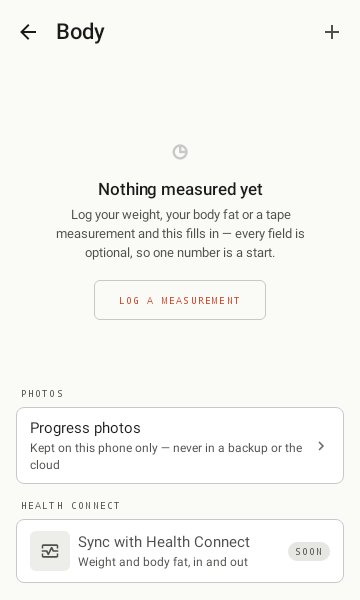 Body
Nothing measured yet
Log your weight, your body fat or a tape
measurement and this fills in — every field is
optional, so one number is a start.
LOG A MEASUREMENT
PHOTOS
Progress photos
Kept on this phone only — never in a backup or the
cloud
HEALTH CONNECT
Sync with Health Connect
Weight and body fat, in and out
SOON